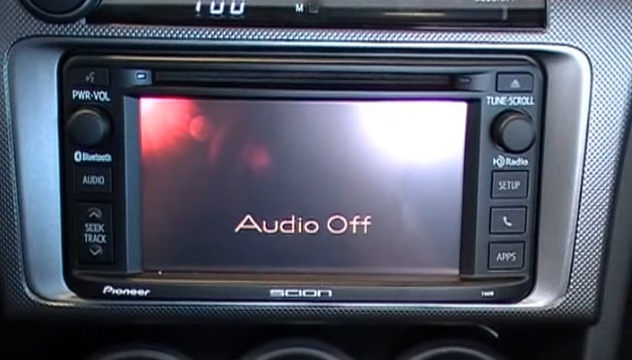 M
PWR•VOL
TUNE•SCROLL
Bluetooth
HD Radio
AUDIO
SETUP
SEEK
TRACK
Audio Off
APPS
Pioneer
SCION